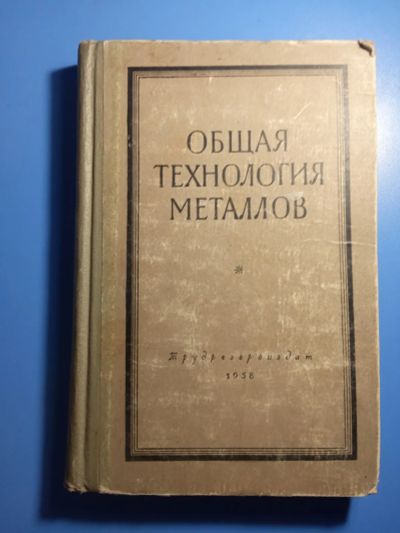 ОБЩАЯ
ТЕХНОЛОГИЯ
МЕТАЛЛОВ
Трудрезервиздат
1958